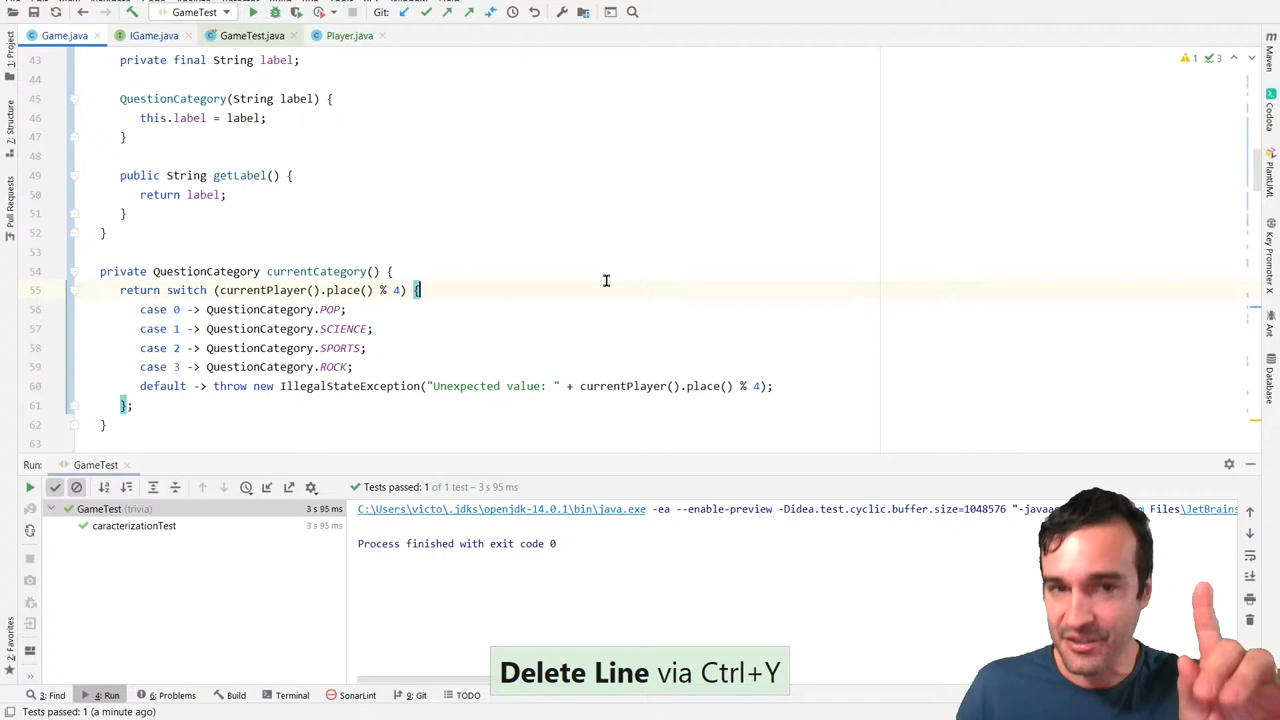 GameTest
Git:
Game.java
IGame.java
GameTest.java
Player.java
1: Project
7: Structure
Pull Requests
2: Favorites
Maven
Codota
PlantUML
Key Promoter X
Ant
Database
1 3
43 private final String label;
44
45 QuestionCategory(String label) {
46 this.label = label;
47 }
48
49 public String getLabel() {
50 return label;
51 }
52 }
53
54 private QuestionCategory currentCategory() {
55 return switch (currentPlayer().place() % 4) {
56 case 0 -> QuestionCategory.POP;
57 case 1 -> QuestionCategory.SCIENCE;
58 case 2 -> QuestionCategory.SPORTS;
59 case 3 -> QuestionCategory.ROCK;
60 default -> throw new IllegalStateException("Unexpected value: " + currentPlayer().place() % 4);
61 };
62 }
63
Run: GameTest
Tests passed: 1 of 1 test – 3 s 95 ms
GameTest (trivia) 3 s 95 ms
caracterizationTest 3 s 95 ms
C:\Users\victo\.jdks\openjdk-14.0.1\bin\java.exe -ea --enable-preview -Didea.test.cyclic.buffer.size=1048576 "-javaag Files\JetBrains
Process finished with exit code 0
Delete Line via Ctrl+Y
2: Find
4: Run
6: Problems
Build
Terminal
SonarLint
9: Git
TODO
Tests passed: 1 (a minute ago)